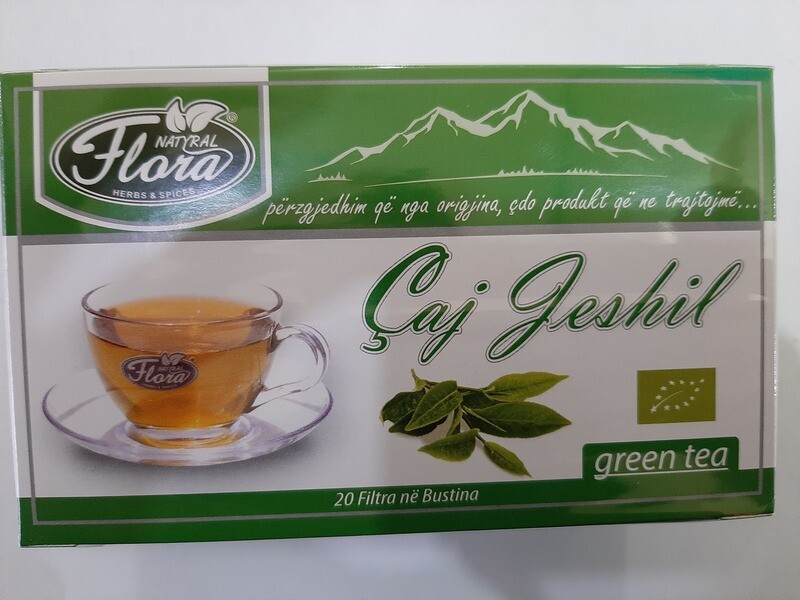 NATYRAL
Flora ®
HERBS & SPICES
përzgjedhim që nga origjina, çdo produkt që ne trajtojmë...
Çaj Jeshil
NATYRAL
Flora
green tea
20 Filtra në Bustina